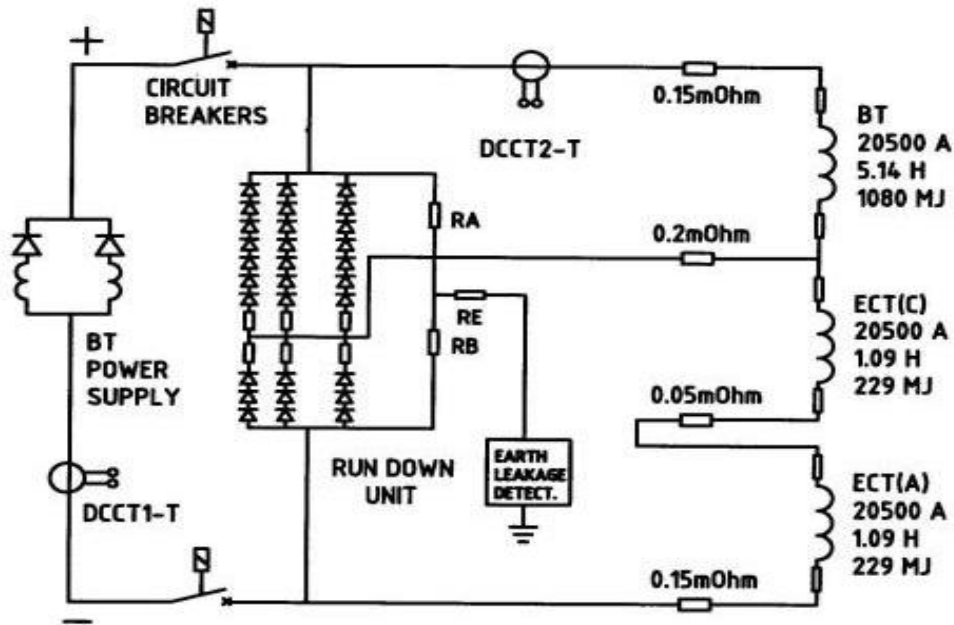 +
CIRCUIT
BREAKERS
DCCT2-T
0.15mOhm
BT
20500 A
5.14 H
1080 MJ
RA
0.2mOhm
RE
RB
BT
POWER
SUPPLY
ECT(C)
20500 A
1.09 H
229 MJ
0.05mOhm
RUN DOWN
UNIT
EARTH
LEAKAGE
DETECT.
DCCT1-T
ECT(A)
20500 A
1.09 H
229 MJ
0.15mOhm
-